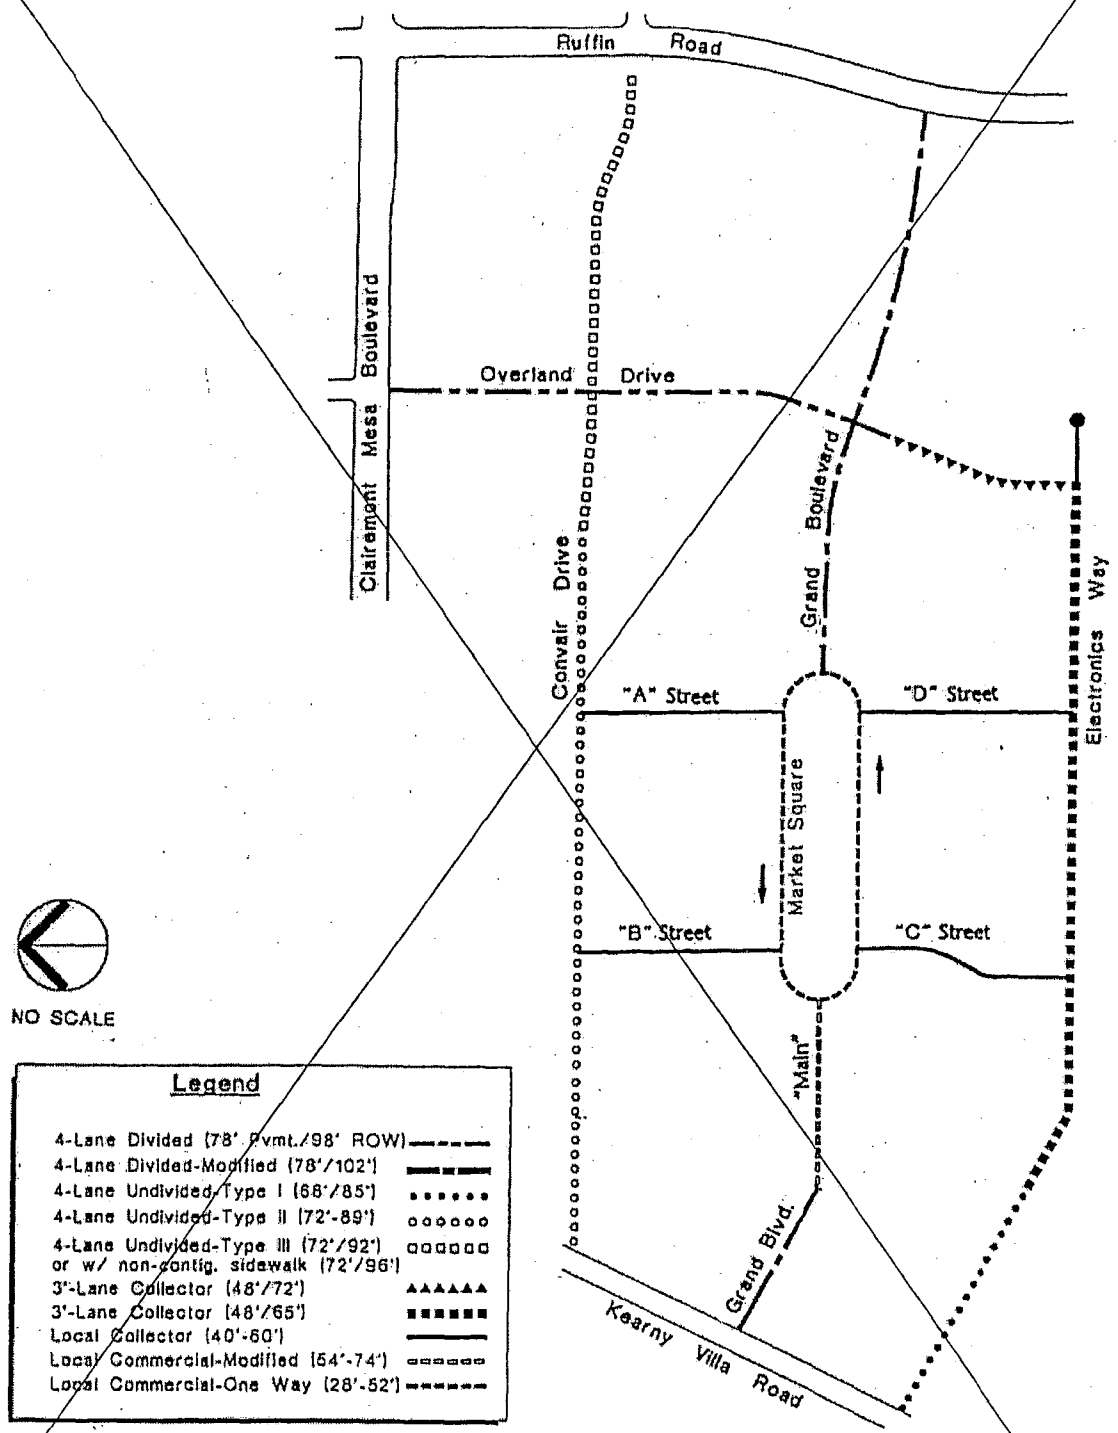 Ruffin Road
Clairemont Mesa Boulevard
Overland Drive
Grand Boulevard
Convair Drive
Electronics Way
"A" Street
"D" Street
Market Square
"B" Street
"C" Street
NO SCALE
"Main"
Grand Blvd.
Kearny Villa Road
Legend
4-Lane Divided (78' Pvmt./98' ROW)
4-Lane Divided-Modified (78'/102')
4-Lane Undivided-Type I (68'/85')
4-Lane Undivided-Type II (72'-89')
4-Lane Undivided-Type III (72'/92')
or w/ non-contig. sidewalk (72'/96')
3'-Lane Collector (48'/72')
3'-Lane Collector (48'/65')
Local Collector (40'-60')
Local Commercial-Modified (54'-74')
Local Commercial-One Way (28'-52')